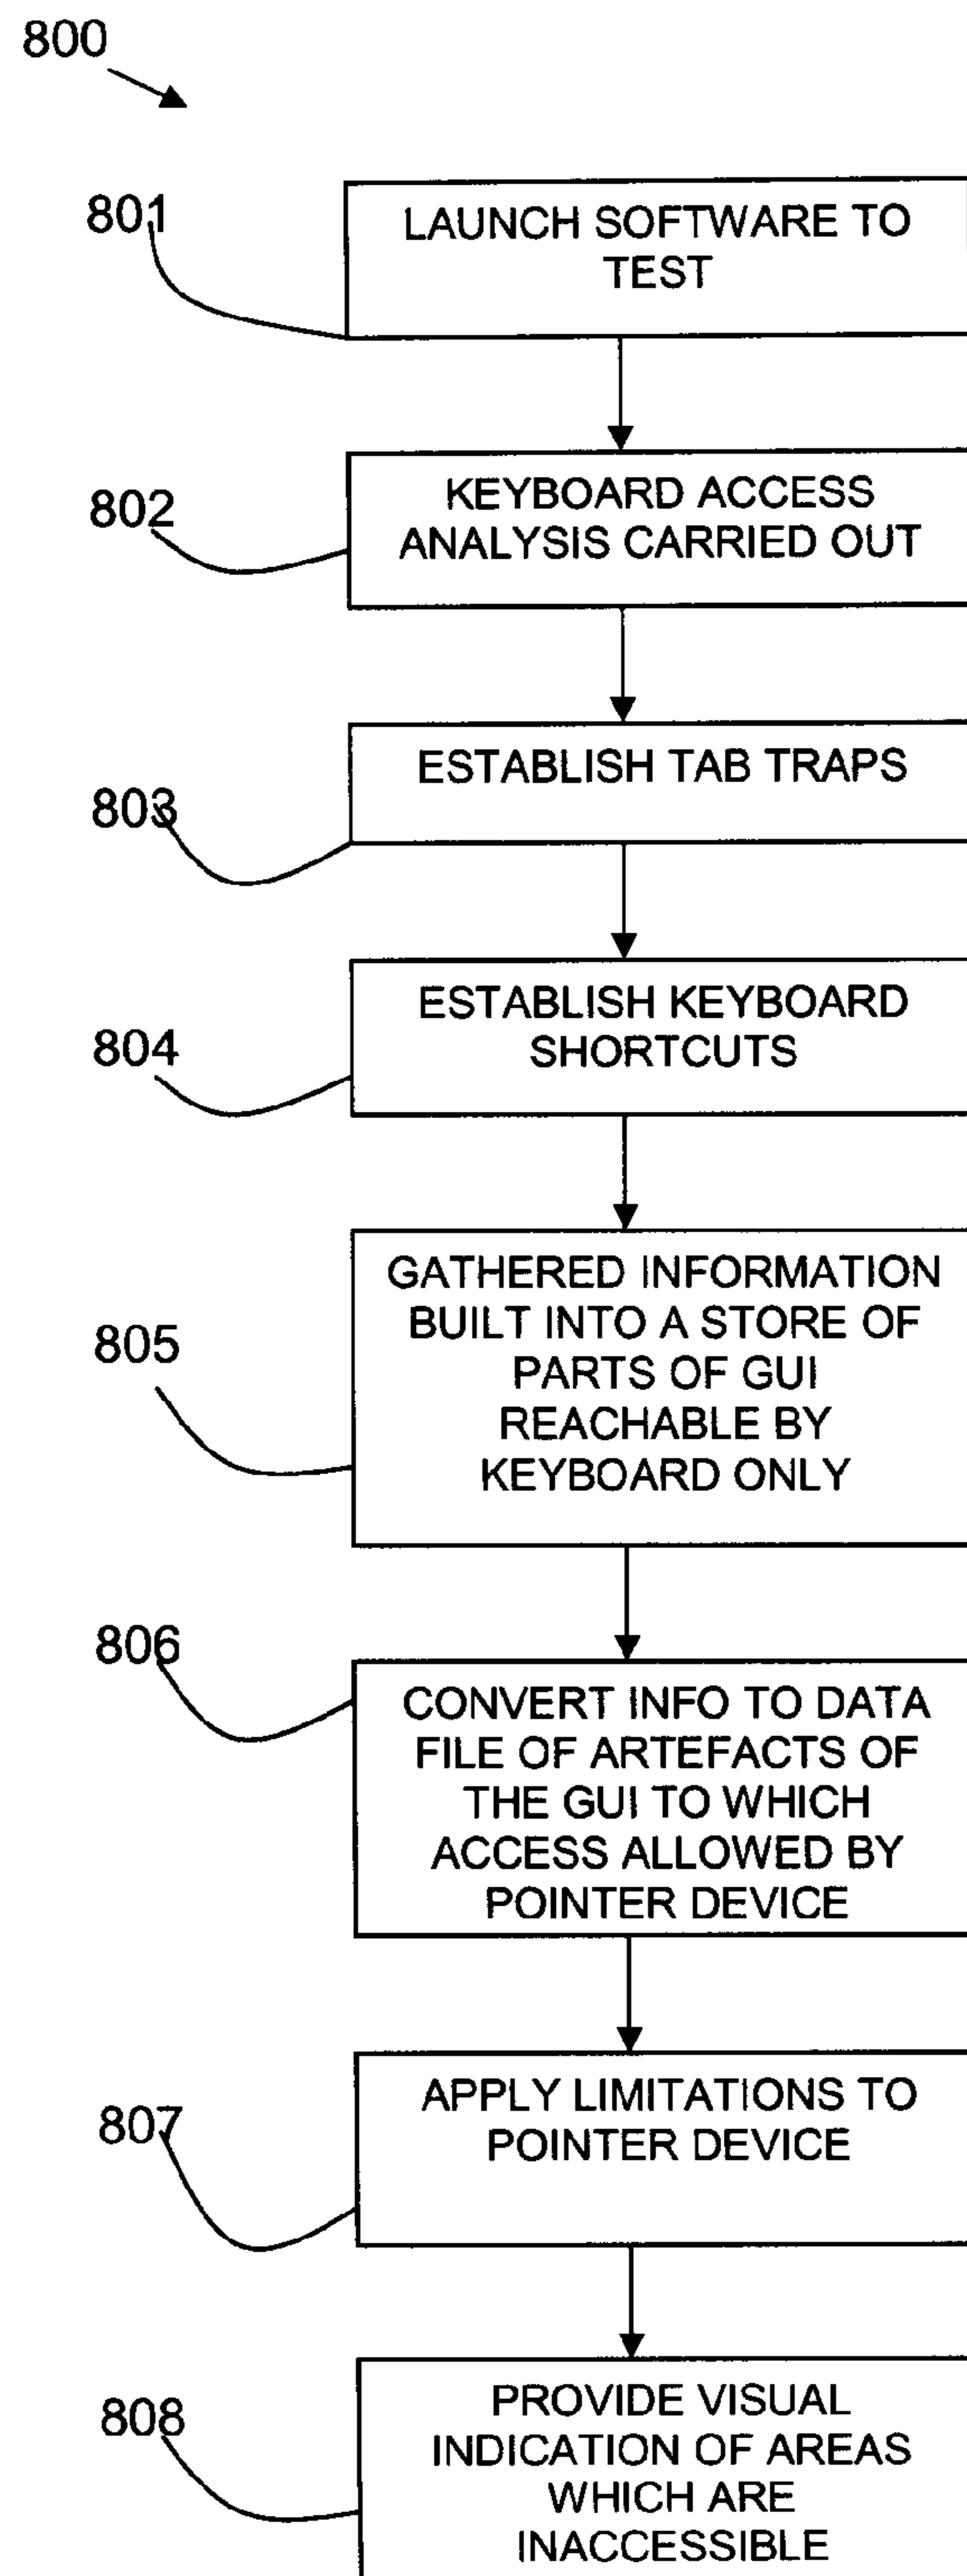 800
801
LAUNCH SOFTWARE TO
TEST
802
KEYBOARD ACCESS
ANALYSIS CARRIED OUT
803
ESTABLISH TAB TRAPS
804
ESTABLISH KEYBOARD
SHORTCUTS
805
GATHERED INFORMATION
BUILT INTO A STORE OF
PARTS OF GUI
REACHABLE BY
KEYBOARD ONLY
806
CONVERT INFO TO DATA
FILE OF ARTEFACTS OF
THE GUI TO WHICH
ACCESS ALLOWED BY
POINTER DEVICE
807
APPLY LIMITATIONS TO
POINTER DEVICE
808
PROVIDE VISUAL
INDICATION OF AREAS
WHICH ARE
INACCESSIBLE